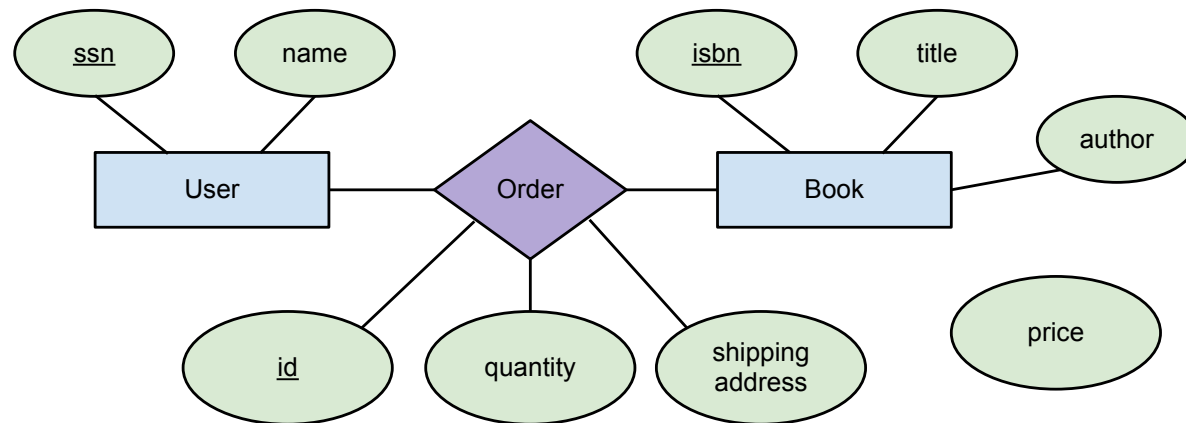 ssn
name
isbn
title
author
User
Order
Book
id
quantity
shipping
address
price